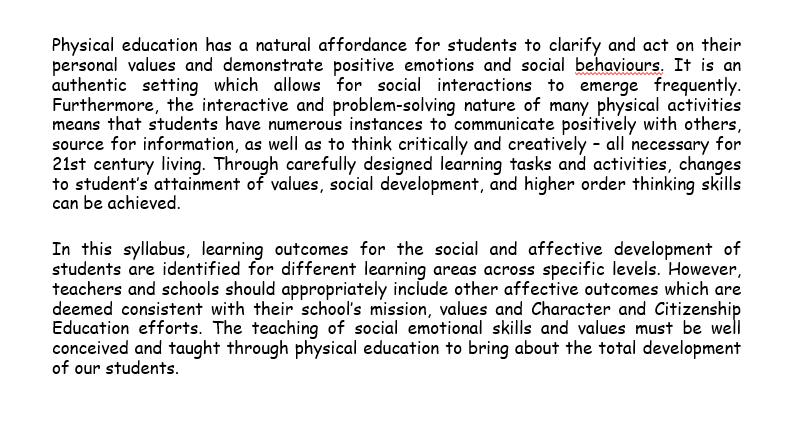 Physical education has a natural affordance for students to clarify and act on their
personal values and demonstrate positive emotions and social behaviours. It is an
authentic setting which allows for social interactions to emerge frequently.
Furthermore, the interactive and problem-solving nature of many physical activities
means that students have numerous instances to communicate positively with others,
source for information, as well as to think critically and creatively – all necessary for
21st century living. Through carefully designed learning tasks and activities, changes
to student's attainment of values, social development, and higher order thinking skills
can be achieved.
In this syllabus, learning outcomes for the social and affective development of
students are identified for different learning areas across specific levels. However,
teachers and schools should appropriately include other affective outcomes which are
deemed consistent with their school's mission, values and Character and Citizenship
Education efforts. The teaching of social emotional skills and values must be well
conceived and taught through physical education to bring about the total development
of our students.